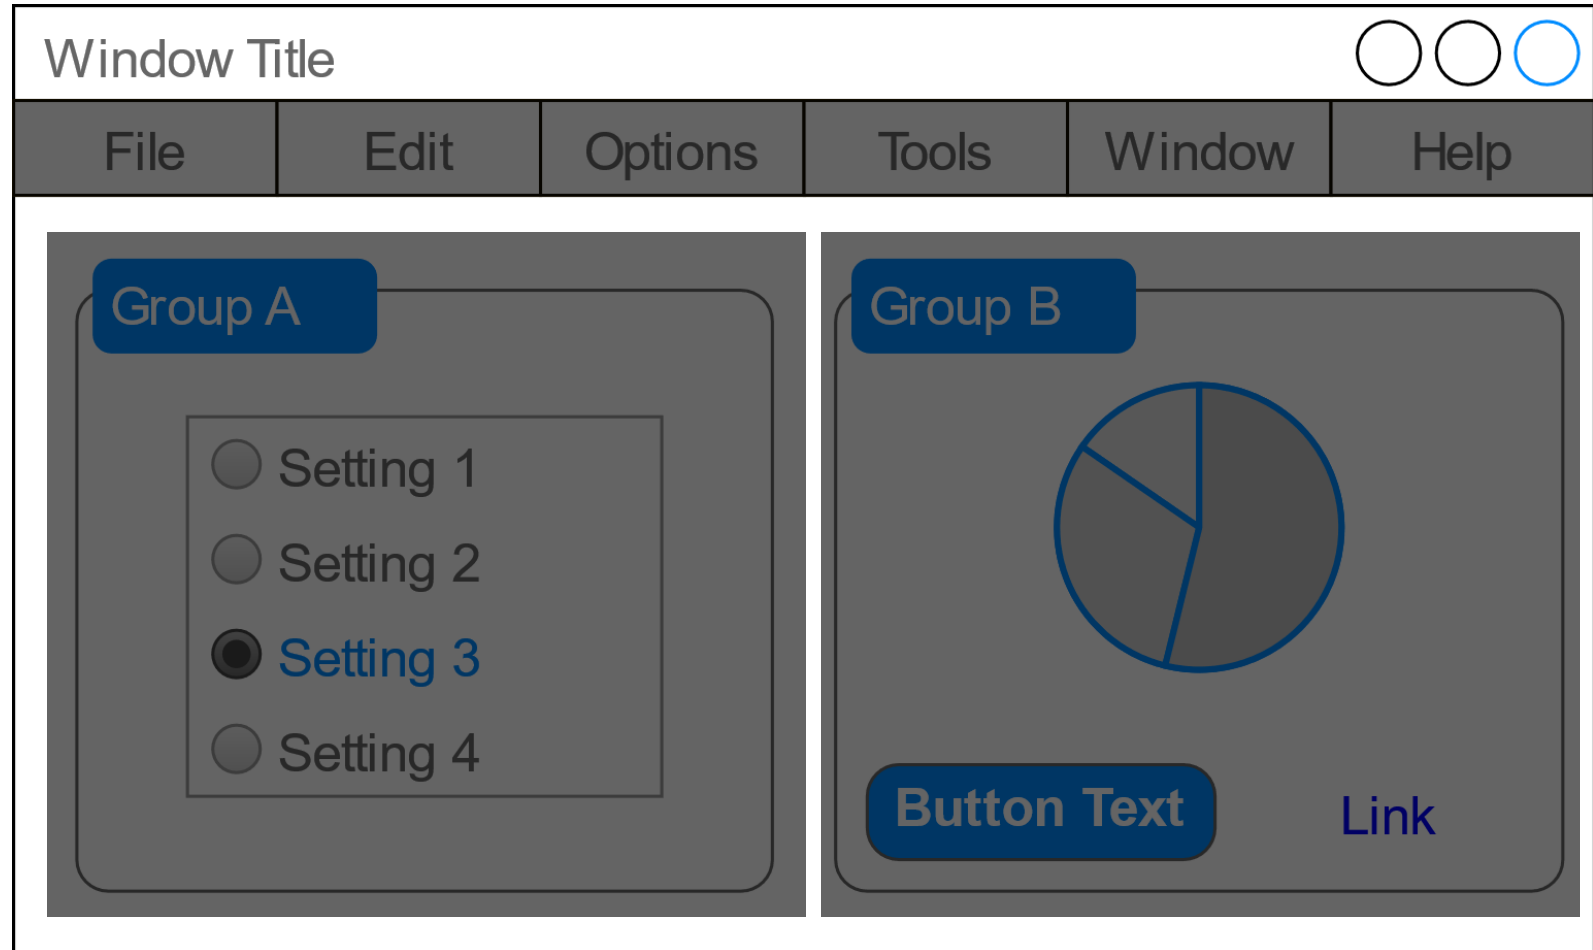 Window Title
File Edit Options Tools Window Help
Group A
Setting 1
Setting 2
Setting 3
Setting 4
Group B
Button Text
Link